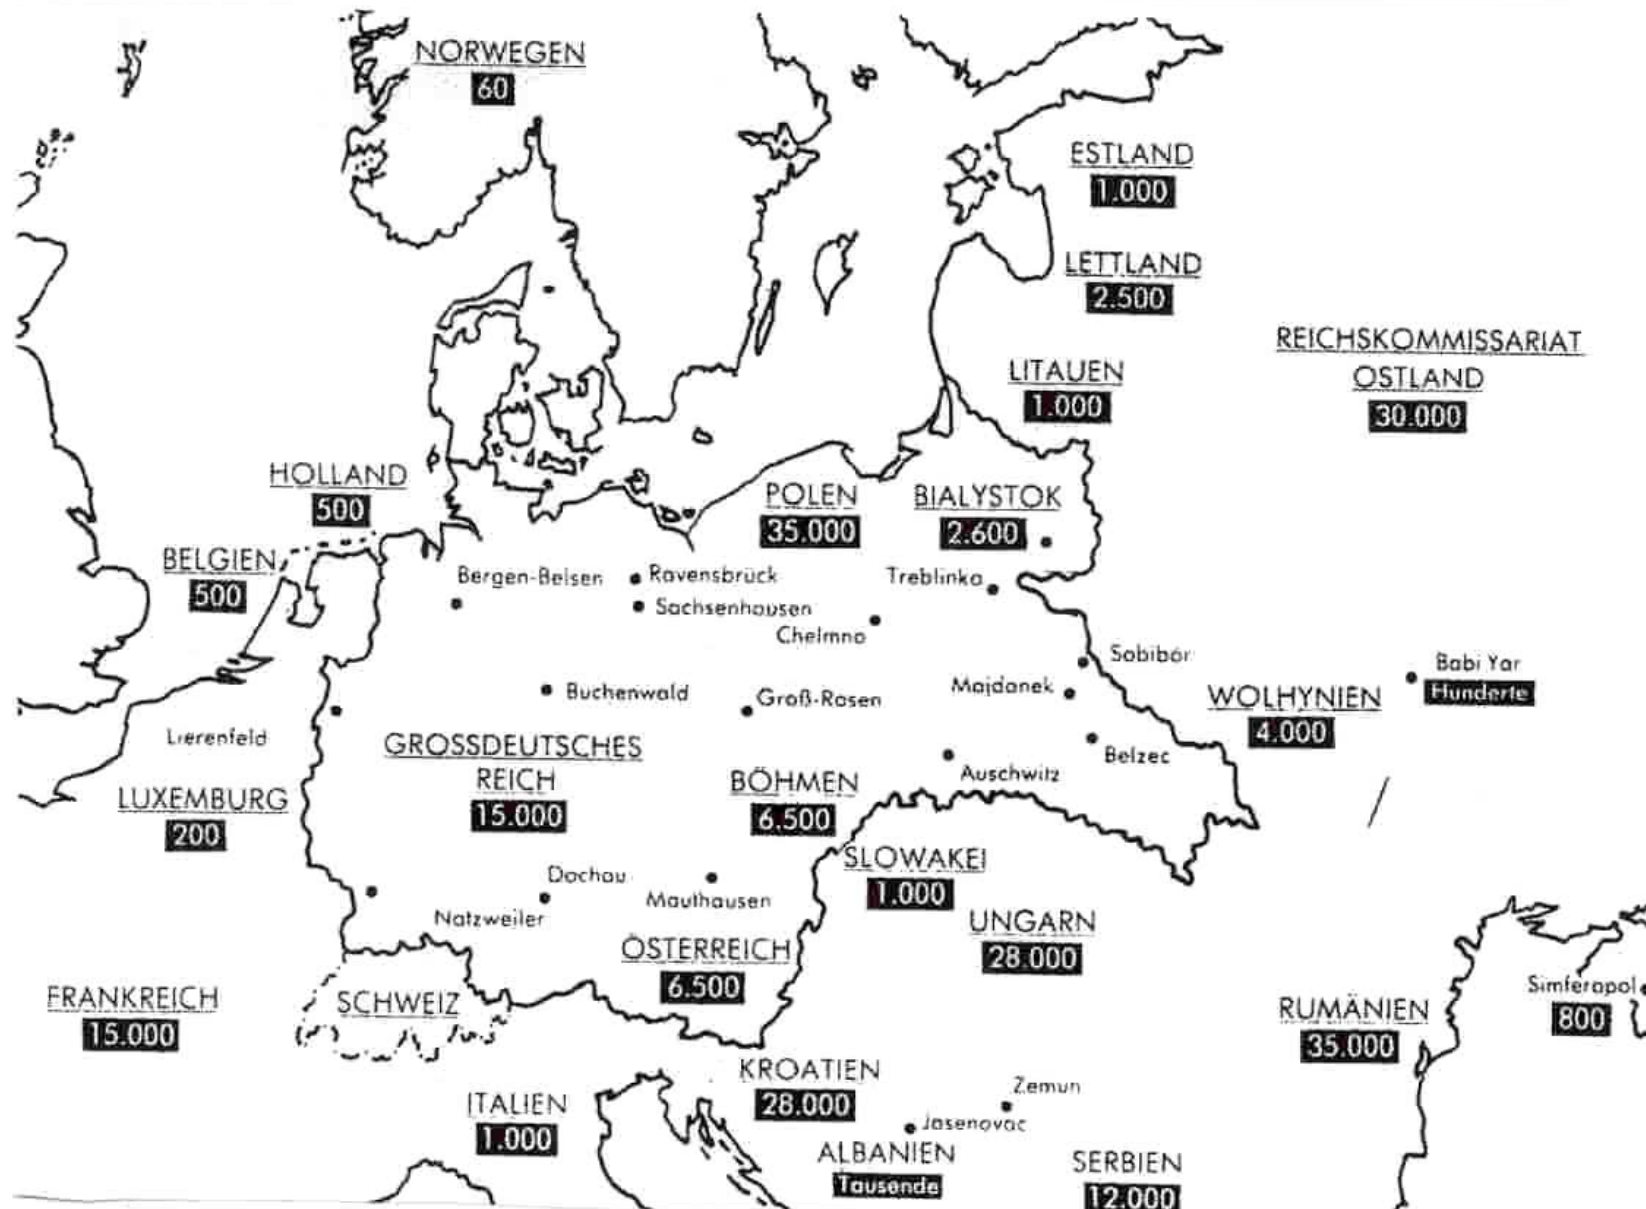 NORWEGEN
60
ESTLAND
1.000
LETTLAND
2.500
REICHSKOMMISSARIAT
OSTLAND
30.000
LITAUEN
1.000
HOLLAND
500
POLEN
35.000
BIALYSTOK
2.600
BELGIEN
500
Bergen-Belsen
Ravensbrück
Treblinka
Sachsenhausen
Chelmno
Sobibór
Babi Yar
Hunderte
Majdanek
WOLHYNIEN
4.000
Buchenwald
Groß-Rosen
Lierenfeld
GROSSDEUTSCHES
REICH
15.000
Belzec
Auschwitz
BÖHMEN
6.500
LUXEMBURG
200
SLOWAKEI
1.000
Dachau
Mauthausen
Natzweiler
UNGARN
28.000
ÖSTERREICH
6.500
FRANKREICH
15.000
SCHWEIZ
Simferopol
800
RUMÄNIEN
35.000
KROATIEN
28.000
Zemun
ITALIEN
1.000
Jasenovac
ALBANIEN
Tausende
SERBIEN
12.000